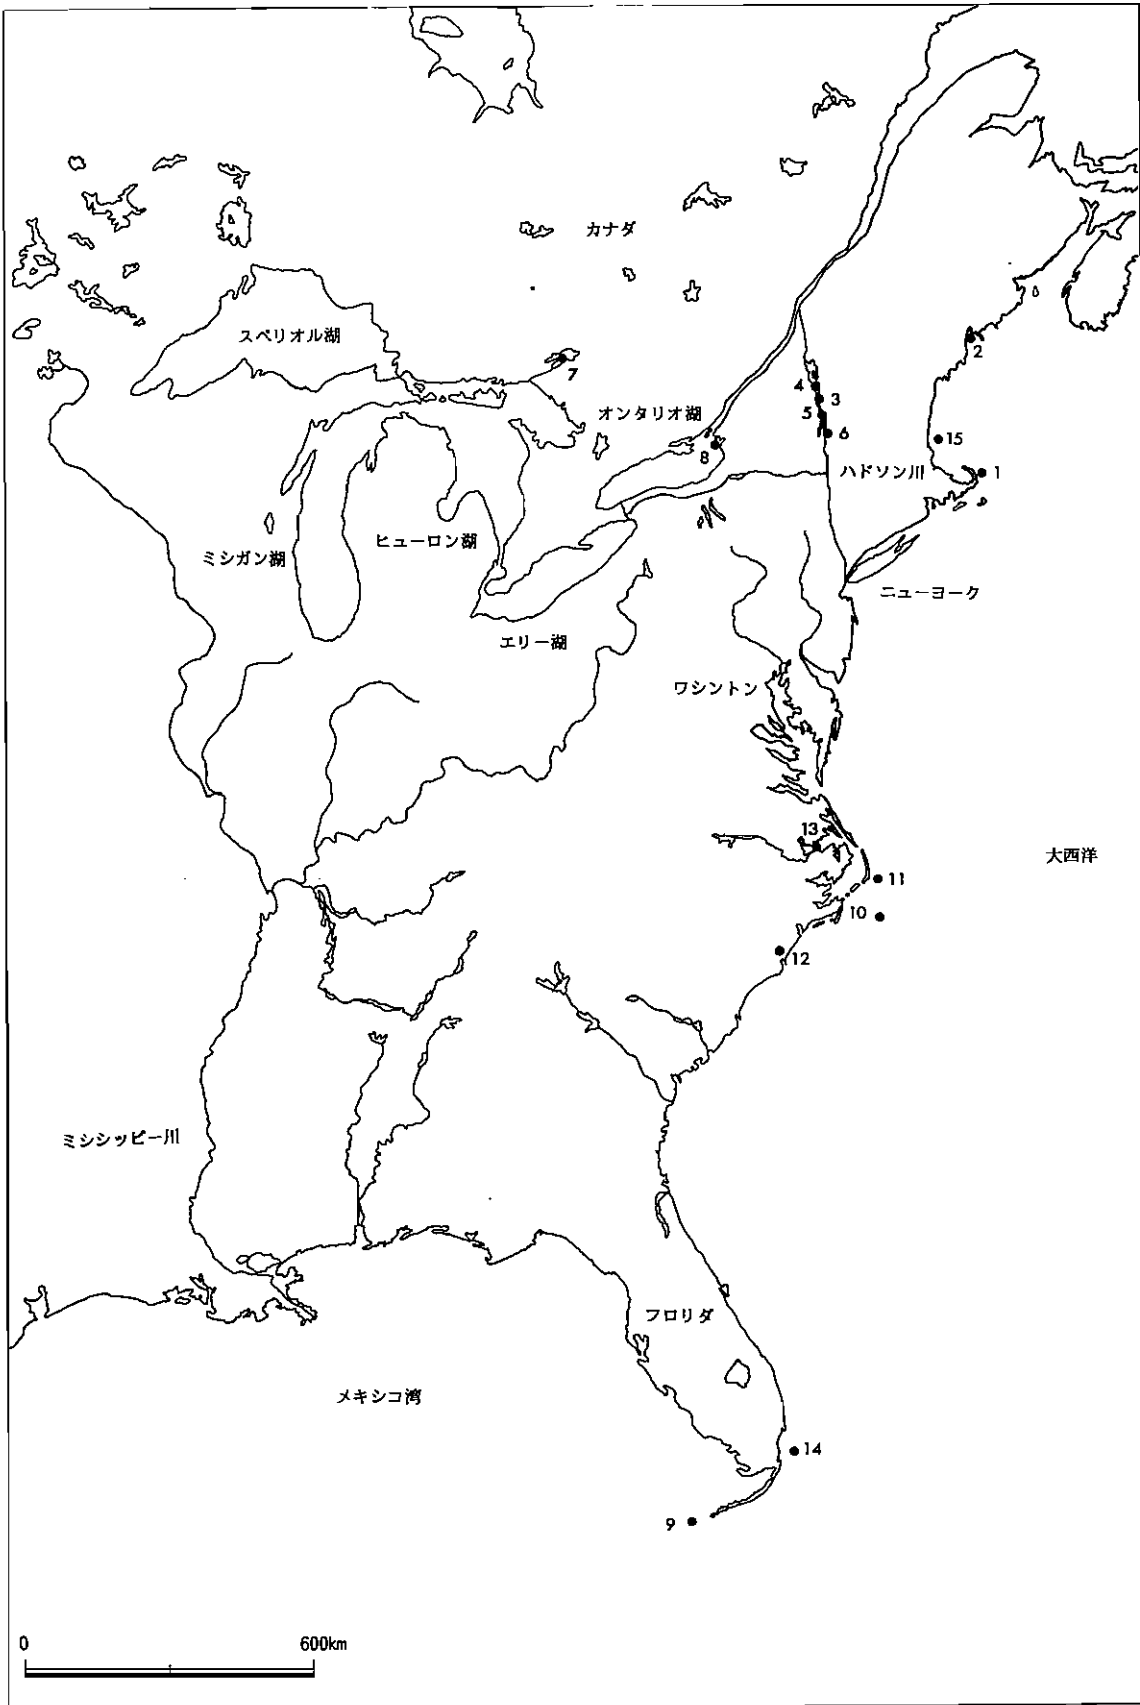 カナダ
スペリオル湖
2
7
4
3
オンタリオ湖
5
6
15
8
ハドソン川
1
ヒューロン湖
ミシガン湖
ニューヨーク
エリー湖
ワシントン
13
大西洋
11
10
12
ミシシッピー川
フロリダ
メキシコ湾
14
9
0
600km